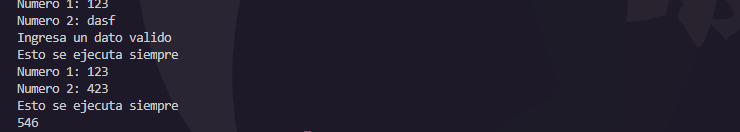 Numero 1: 123
Numero 2: dasf
Ingresa un dato valido
Esto se ejecuta siempre
Numero 1: 123
Numero 2: 423
Esto se ejecuta siempre
546